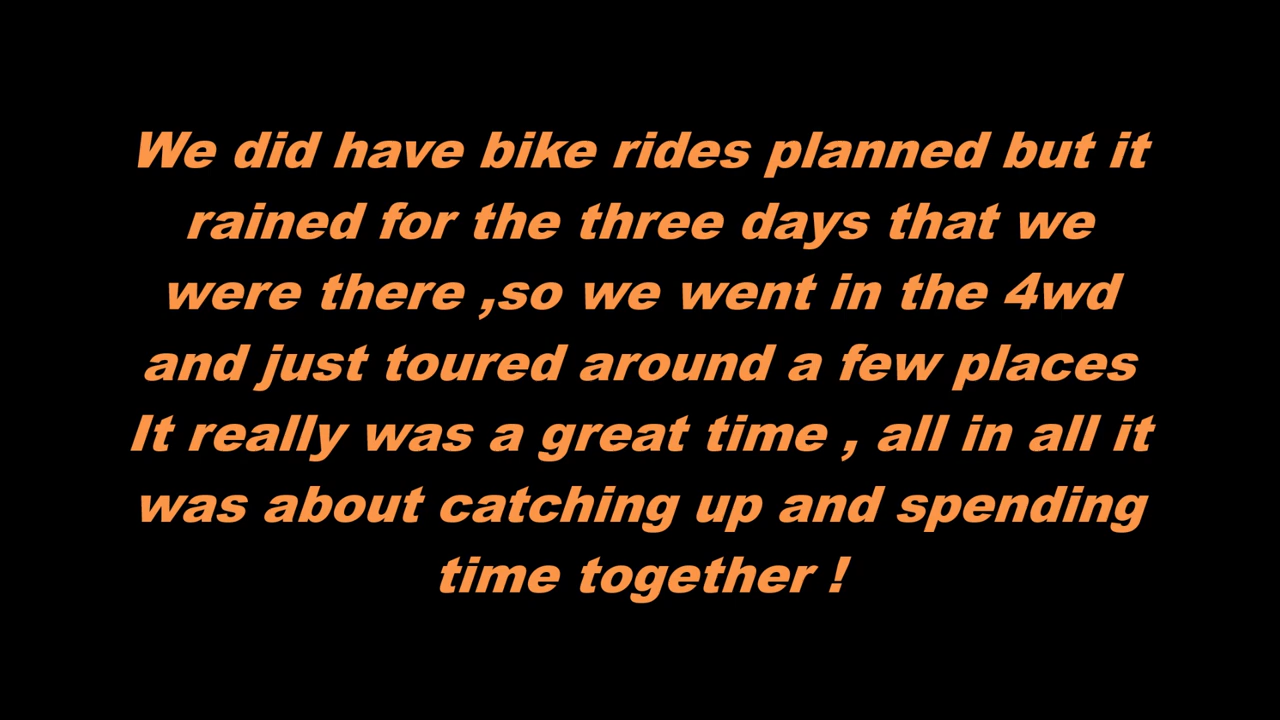 We did have bike rides planned but it
rained for the three days that we
were there ,so we went in the 4wd
and just toured around a few places
It really was a great time , all in all it
was about catching up and spending
time together !